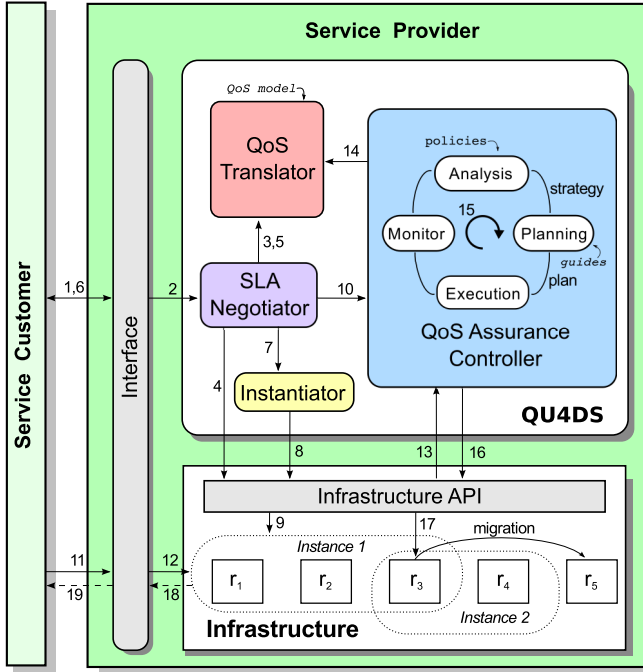 Service Provider
Service Customer
Interface
QoS model
QoS
Translator
14
policies
Analysis
strategy
15
Monitor
Planning
guides
plan
Execution
QoS Assurance
Controller
3,5
SLA
Negotiator
1,6
2
10
7
4
Instantiator
QU4DS
8
13
16
Infrastructure API
9
17
migration
Instance 1
r1
r2
r3
r4
r5
Instance 2
Infrastructure
11
12
19
18